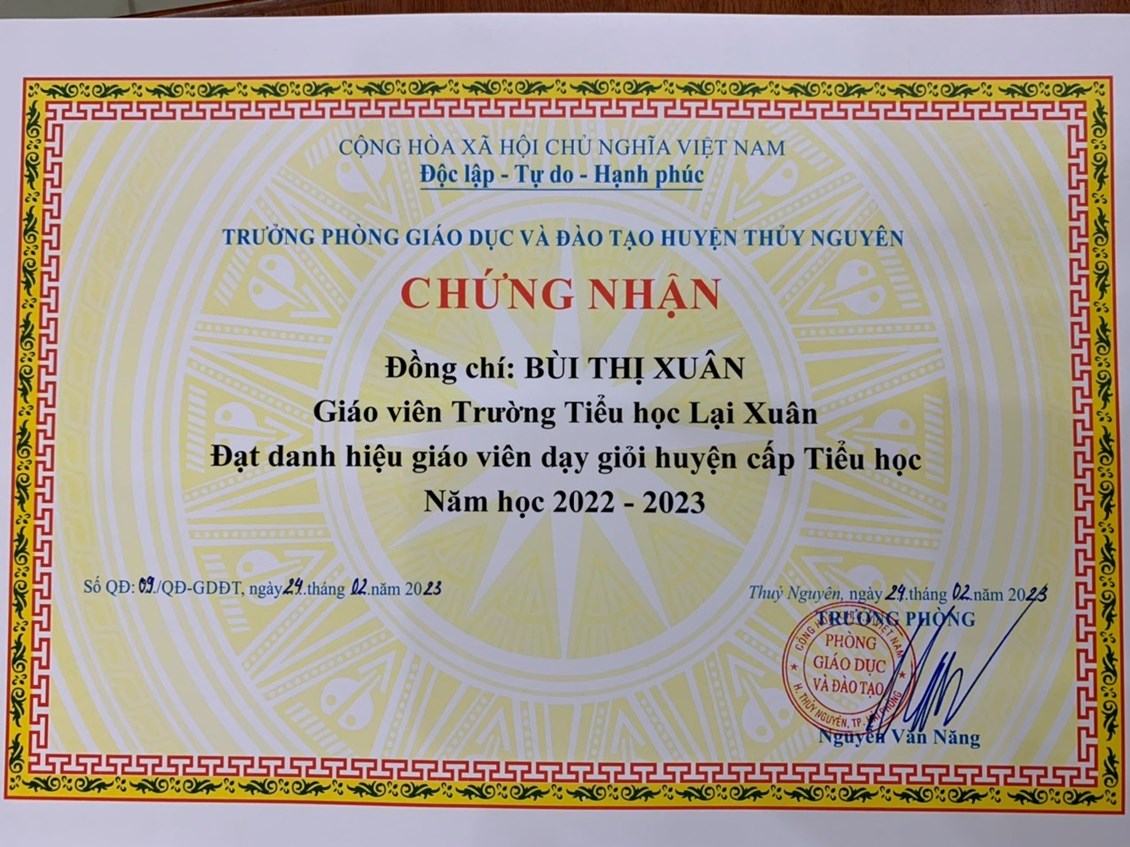 CỘNG HÒA XÃ HỘI CHỦ NGHĨA VIỆT NAM
Độc lập - Tự do - Hạnh phúc
TRƯỞNG PHÒNG GIÁO DỤC VÀ ĐÀO TẠO HUYỆN THỦY NGUYÊN
CHỨNG NHẬN
Đồng chí: BÙI THỊ XUÂN
Giáo viên Trường Tiểu học Lại Xuân
Đạt danh hiệu giáo viên dạy giỏi huyện cấp Tiểu học
Năm học 2022 - 2023
Số QĐ: 09./QĐ-GDĐT, ngày 24.tháng 02.năm 2023
Thuỷ Nguyên, ngày 24.tháng 02.năm 2023
TRƯỞNG PHÒNG
PHÒNG
GIÁO DỤC
VÀ ĐÀO TẠO
H. THỦY NGUYÊN, TP.
Nguyễn Văn Năng